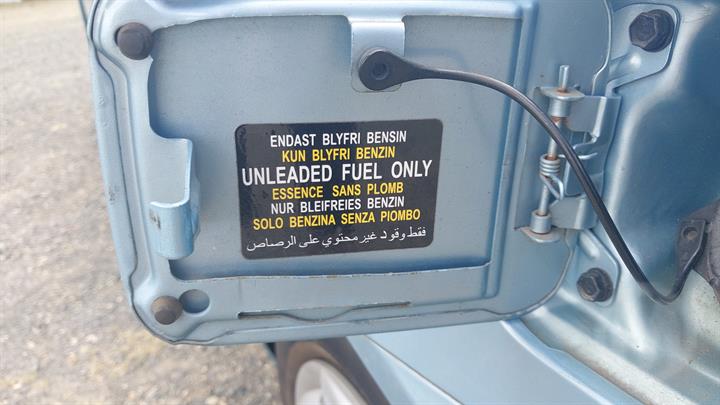 ENDAST BLYFRI BENSIN
KUN BLYFRI BENZIN
UNLEADED FUEL ONLY
ESSENCE SANS PLOMB
NUR BLEIFREIES BENZIN
SOLO BENZINA SENZA PIOMBO
فقط وقود غير محتوي على الرصاص